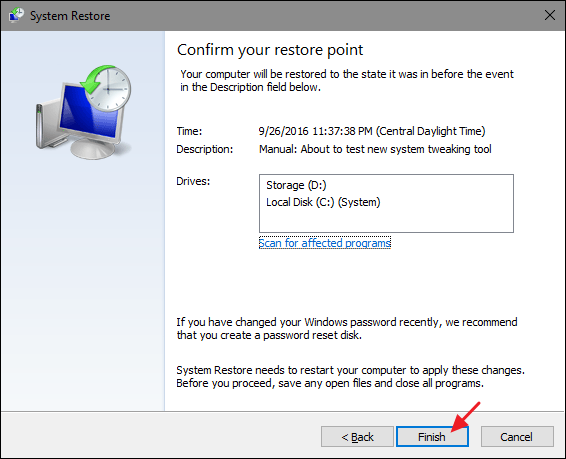 System Restore
Confirm your restore point
Your computer will be restored to the state it was in before the event
in the Description field below.
Time: 9/26/2016 11:37:38 PM (Central Daylight Time)
Description: Manual: About to test new system tweaking tool
Drives:
Storage (D:)
Local Disk (C:) (System)
Scan for affected programs
If you have changed your Windows password recently, we recommend
that you create a password reset disk.
System Restore needs to restart your computer to apply these changes.
Before you proceed, save any open files and close all programs.
< Back Finish Cancel